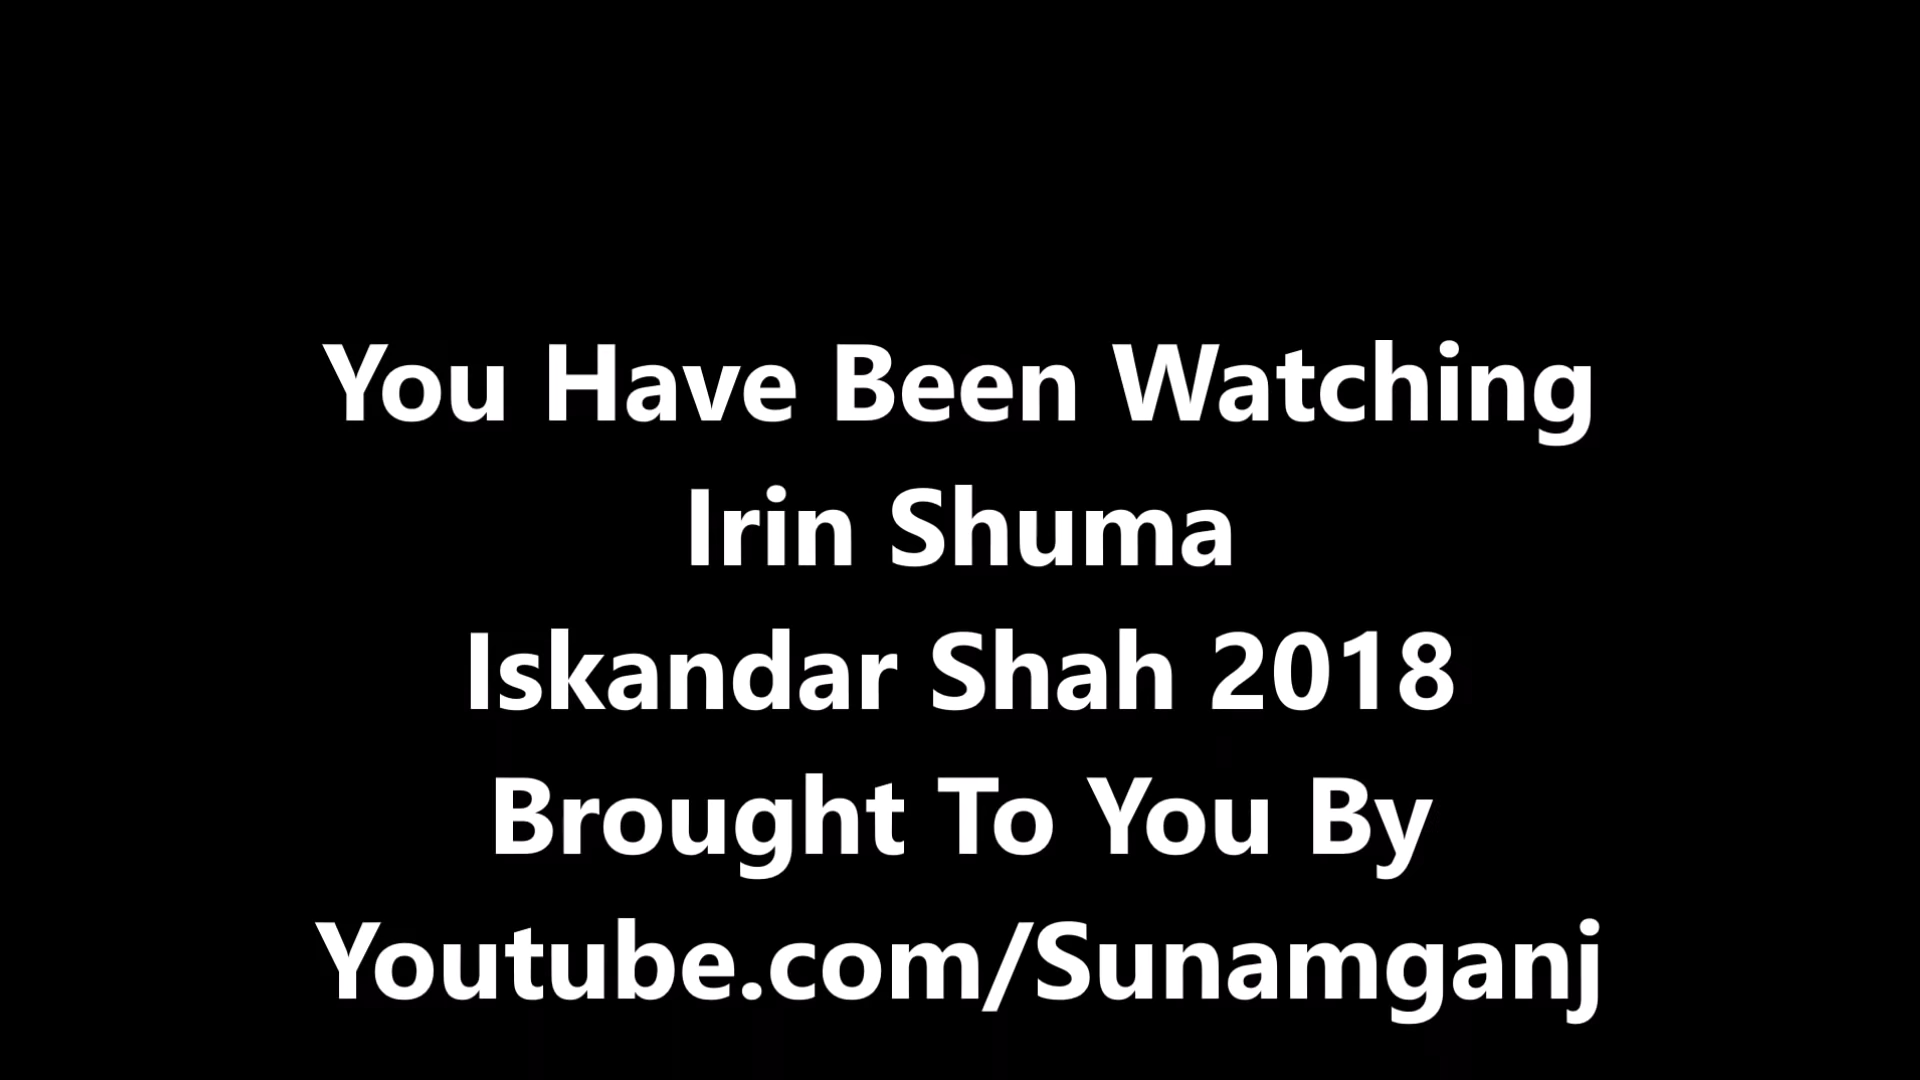 You Have Been Watching
Irin Shuma
Iskandar Shah 2018
Brought To You By
Youtube.com/Sunamganj